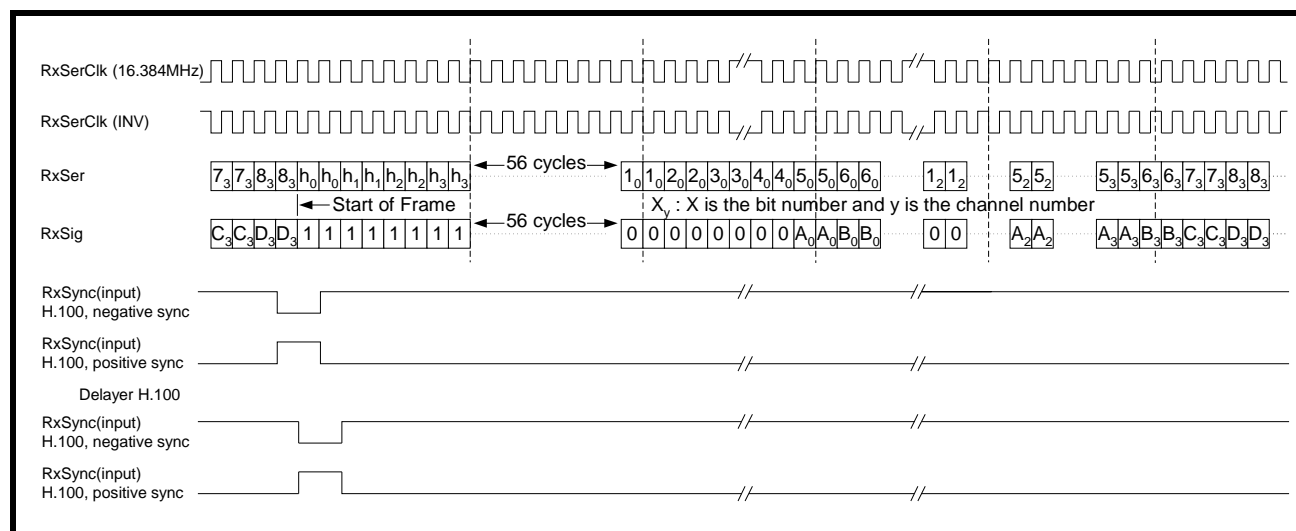 RxSerClk (16.384MHz)
RxSerClk (INV)
RxSer 7₃ 7₃ 8₃ 8₃ h₀ h₀ h₁ h₁ h₂ h₂ h₃ h₃ 56 cycles 1₀ 1₀ 2₀ 2₀ 3₀ 3₀ 4₀ 4₀ 5₀ 5₀ 6₀ 6₀ 1₂ 1₂ 5₂ 5₂ 5₃ 5₃ 6₃ 6₃ 7₃ 7₃ 8₃ 8₃
Start of Frame X_y : X is the bit number and y is the channel number
RxSig C₃ C₃ D₃ D₃ 1 1 1 1 1 1 1 1 56 cycles 0 0 0 0 0 0 0 0 A₀ A₀ B₀ B₀ 0 0 A₂ A₂ A₃ A₃ B₃ B₃ C₃ C₃ D₃ D₃
RxSync(input)
H.100, negative sync
RxSync(input)
H.100, positive sync
Delayer H.100
RxSync(input)
H.100, negative sync
RxSync(input)
H.100, positive sync